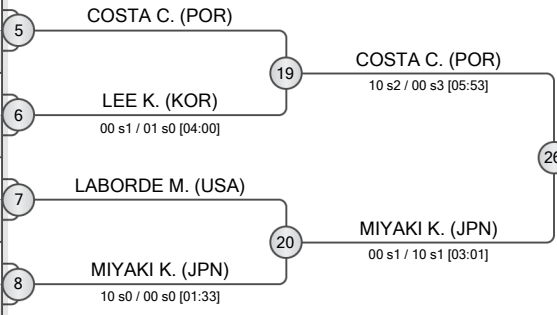 5
COSTA C. (POR)
19
COSTA C. (POR)
10 s2 / 00 s3 [05:53]
6
LEE K. (KOR)
00 s1 / 01 s0 [04:00]
26
7
LABORDE M. (USA)
20
MIYAKI K. (JPN)
00 s1 / 10 s1 [03:01]
8
MIYAKI K. (JPN)
10 s0 / 00 s0 [01:33]